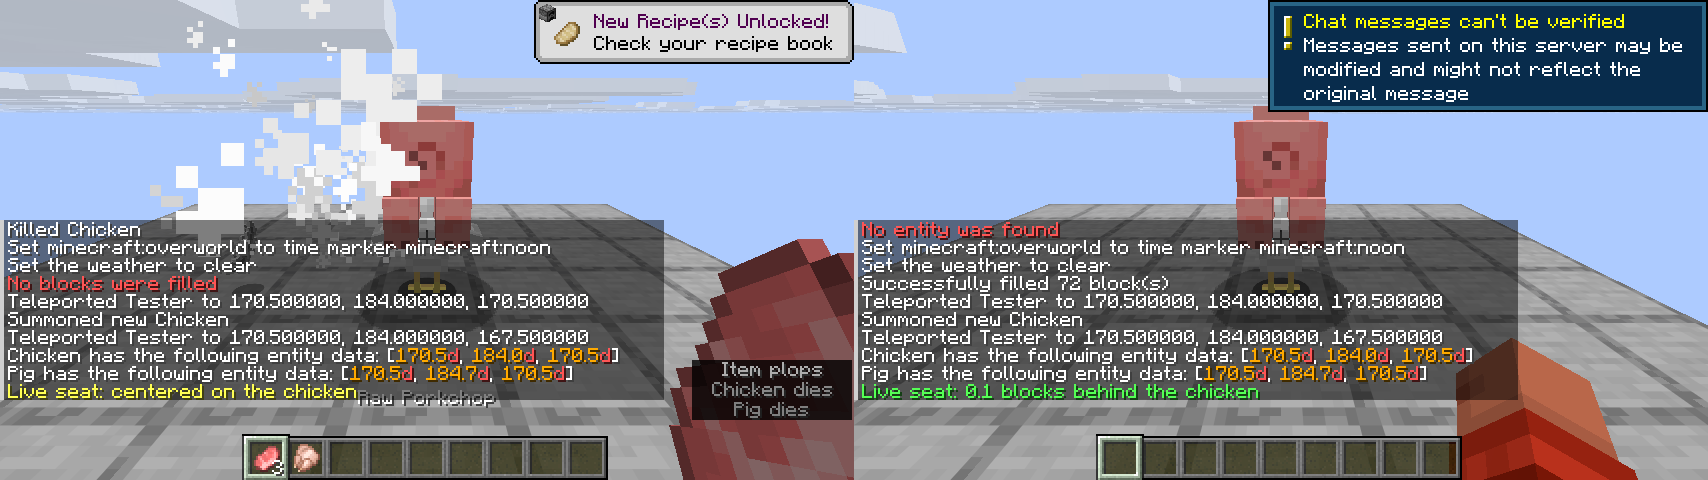 New Recipe(s) Unlocked!
Check your recipe book
Killed Chicken
Set minecraft:overworld to time marker minecraft:noon
Set the weather to clear
No blocks were filled
Teleported Tester to 170.500000, 184.000000, 170.500000
Summoned new Chicken
Teleported Tester to 170.500000, 184.000000, 167.500000
Chicken has the following entity data: [170.5d, 184.0d, 170.5d]
Pig has the following entity data: [170.5d, 184.7d, 170.5d]
Live seat: centered on the chicken
Raw Porkchop
Item plops
Chicken dies
Pig dies
3
Chat messages can't be verified
Messages sent on this server may be
modified and might not reflect the
original message
No entity was found
Set minecraft:overworld to time marker minecraft:noon
Set the weather to clear
Successfully filled 72 block(s)
Teleported Tester to 170.500000, 184.000000, 170.500000
Summoned new Chicken
Teleported Tester to 170.500000, 184.000000, 167.500000
Chicken has the following entity data: [170.5d, 184.0d, 170.5d]
Pig has the following entity data: [170.5d, 184.7d, 170.5d]
Live seat: 0.1 blocks behind the chicken